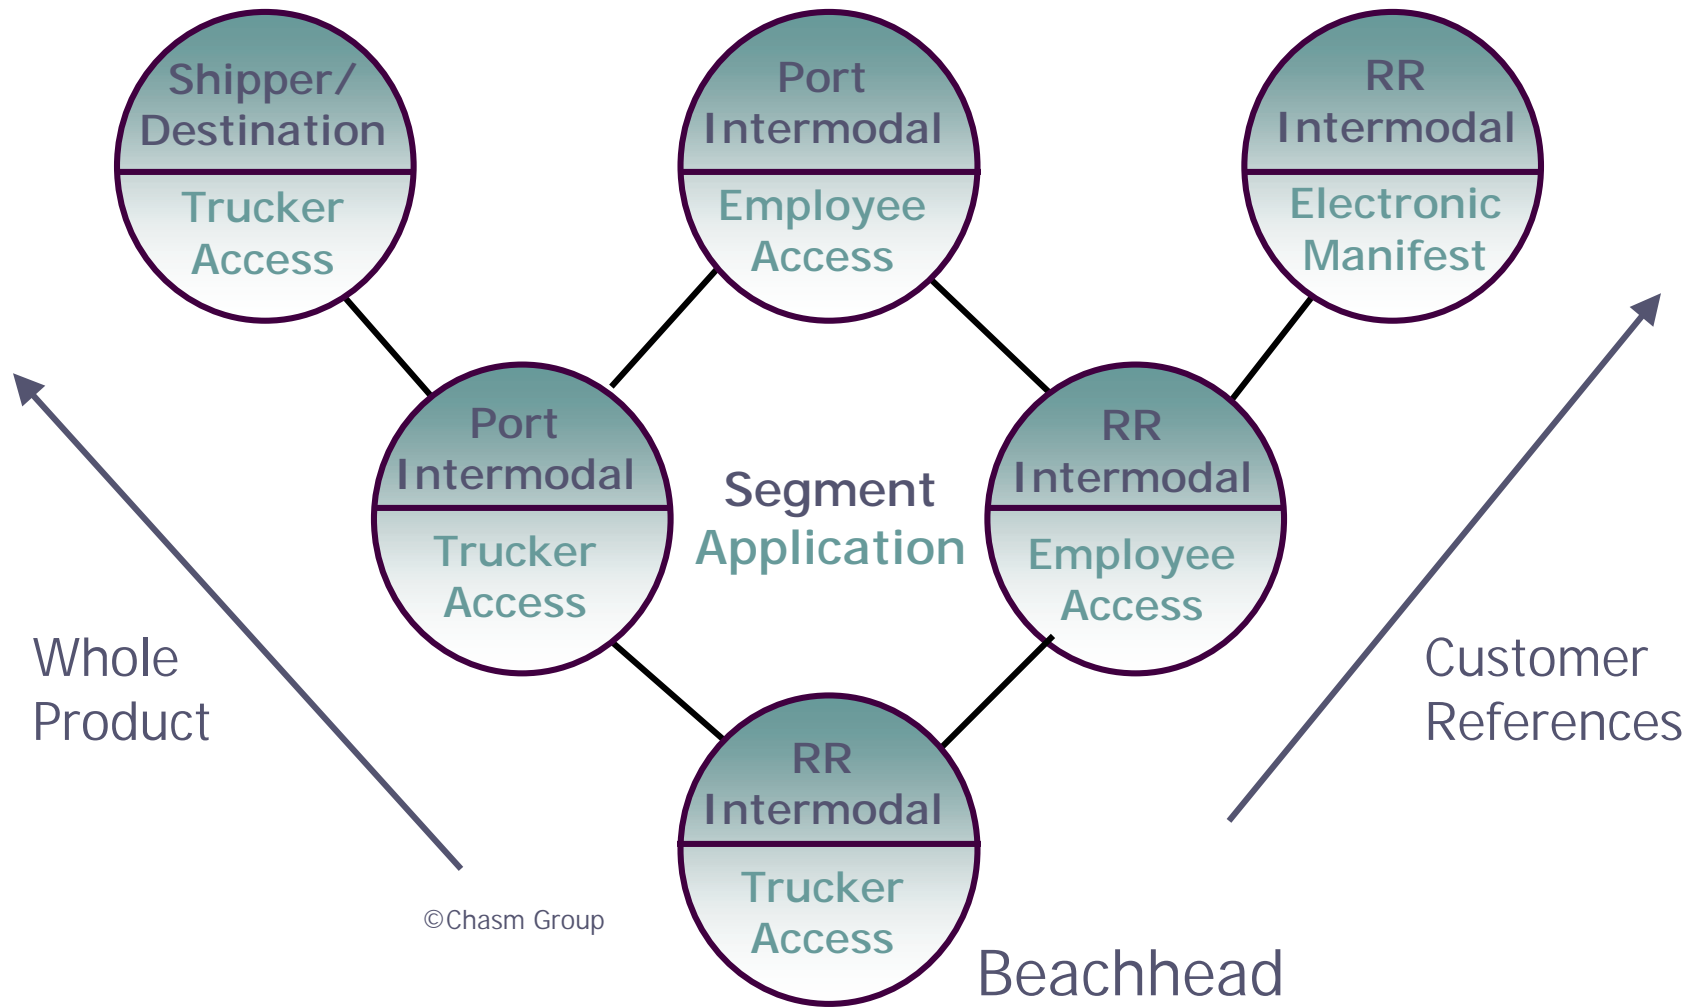 Shipper/
Destination
Trucker
Access
Port
Intermodal
Employee
Access
RR
Intermodal
Electronic
Manifest
Port
Intermodal
Trucker
Access
Segment
Application
RR
Intermodal
Employee
Access
Whole
Product
Customer
References
RR
Intermodal
Trucker
Access
©Chasm Group
Beachhead